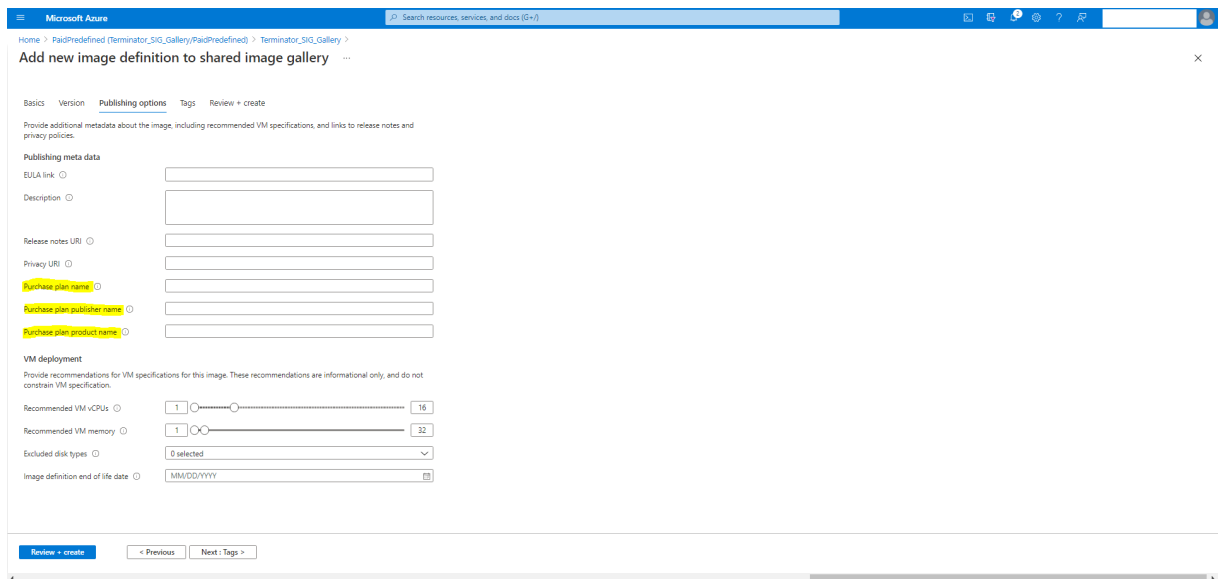 Microsoft Azure
Search resources, services, and docs (G+/)
2
Home > PaidPredefined (Terminator_SIG_Gallery/PaidPredefined) > Terminator_SIG_Gallery >
Add new image definition to shared image gallery ...
Basics Version Publishing options Tags Review + create
Provide additional metadata about the image, including recommended VM specifications, and links to release notes and
privacy policies.
Publishing meta data
EULA link
Description
Release notes URI
Privacy URI
Purchase plan name
Purchase plan publisher name
Purchase plan product name
VM deployment
Provide recommendations for VM specifications for this image. These recommendations are informational only, and do not
constrain VM specification.
Recommended VM vCPUs 1 16
Recommended VM memory 1 32
Excluded disk types 0 selected
Image definition end of life date MM/DD/YYYY
Review + create < Previous Next : Tags >